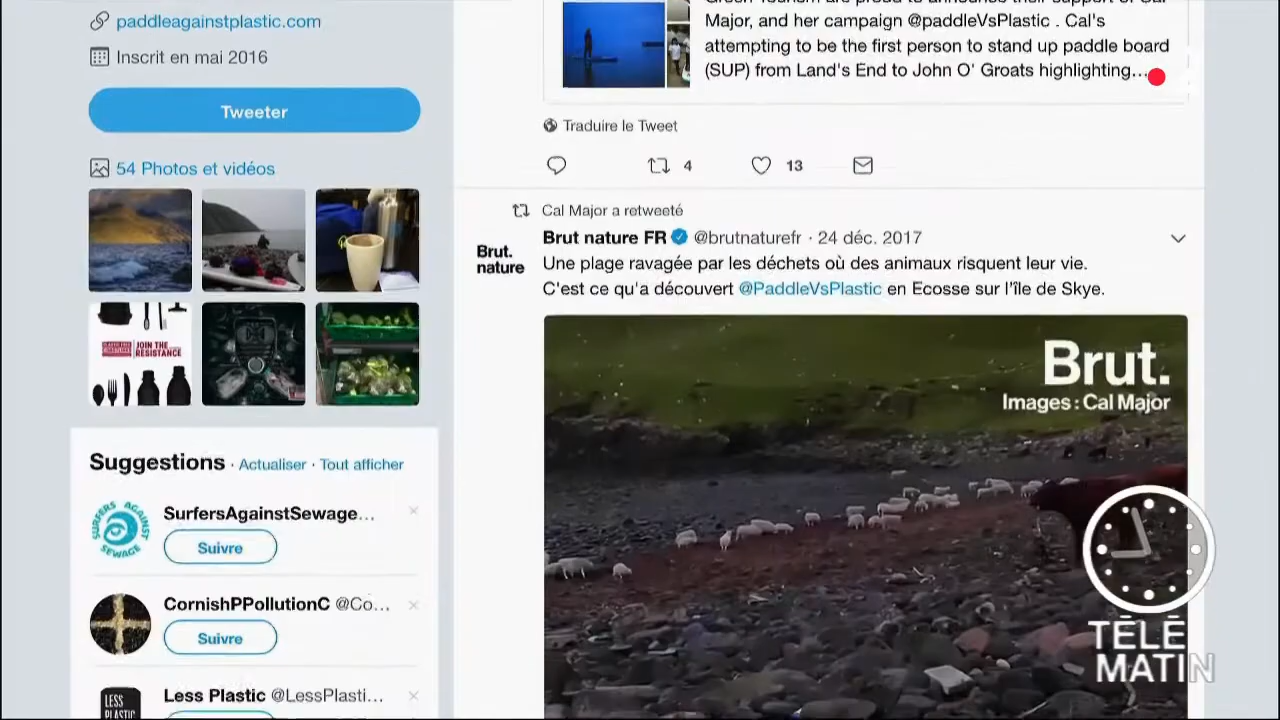 paddleagainstplastic.com
Inscrit en mai 2016
Tweeter
54 Photos et vidéos
JOIN THE
RESISTANCE
Suggestions · Actualiser · Tout afficher
SURFERS AGAINST SEWAGE
SurfersAgainstSewage…
Suivre
CornishPPollutionC @Co…
Suivre
LESS
PLASTIC
Less Plastic @LessPlasti…
Major, and her campaign @paddleVsPlastic . Cal's
attempting to be the first person to stand up paddle board
(SUP) from Land's End to John O' Groats highlighting…
Traduire le Tweet
4
13
Cal Major a retweeté
Brut.
nature
Brut nature FR @brutnaturefr · 24 déc. 2017
Une plage ravagée par les déchets où des animaux risquent leur vie.
C'est ce qu'a découvert @PaddleVsPlastic en Ecosse sur l'île de Skye.
Brut.
Images : Cal Major
TÉLÉ
MATIN